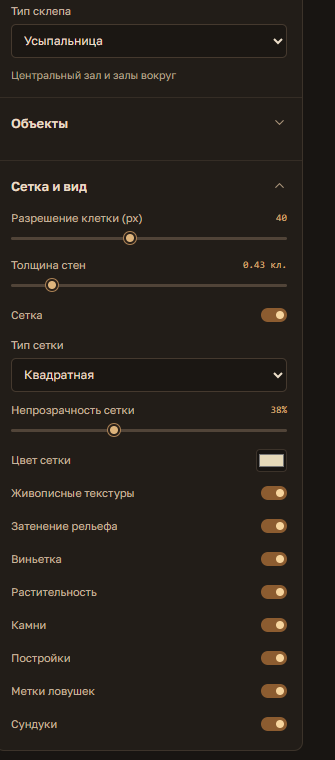 Тип склепа
Усыпальница
Центральный зал и залы вокруг
Объекты
Сетка и вид
Разрешение клетки (px) 40
Толщина стен 0.43 кл.
Сетка
Тип сетки
Квадратная
Непрозрачность сетки 38%
Цвет сетки
Живописные текстуры
Затенение рельефа
Виньетка
Растительность
Камни
Постройки
Метки ловушек
Сундуки